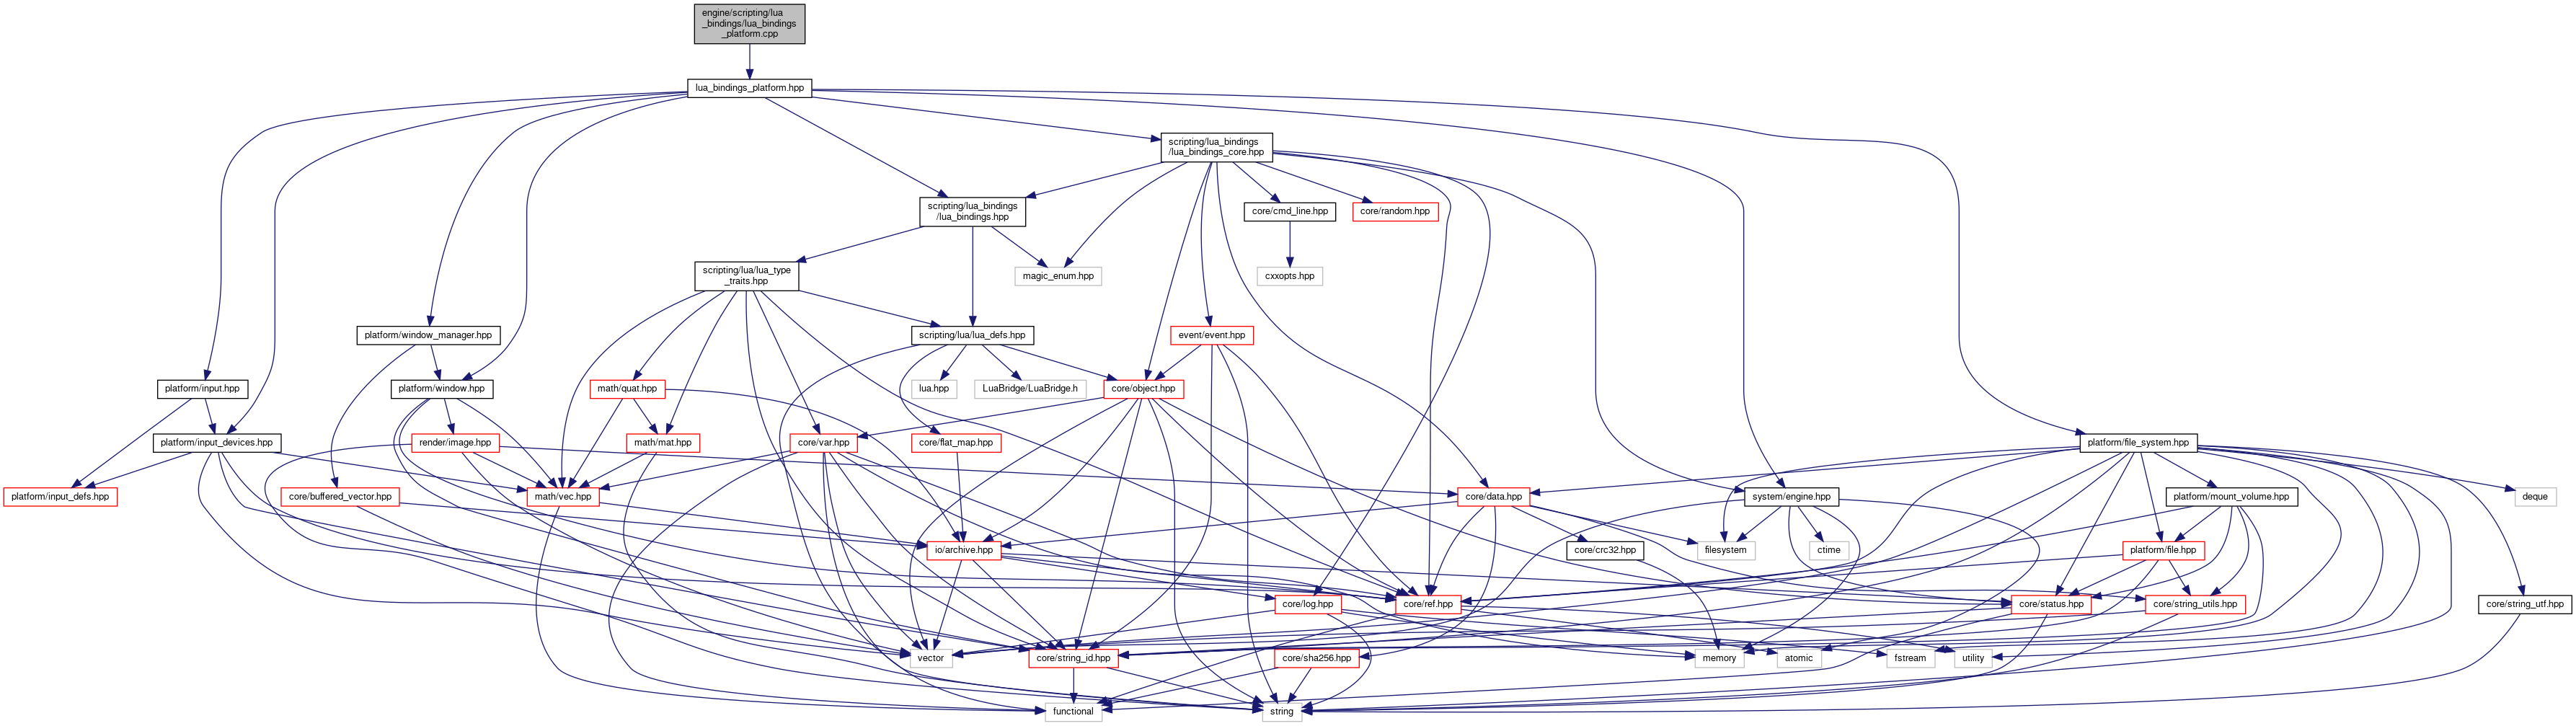 engine/scripting/lua
_bindings/lua_bindings
_platform.cpp
lua_bindings_platform.hpp
scripting/lua_bindings
/lua_bindings_core.hpp
scripting/lua_bindings
/lua_bindings.hpp
core/cmd_line.hpp
core/random.hpp
scripting/lua/lua_type
_traits.hpp
magic_enum.hpp
cxxopts.hpp
platform/window_manager.hpp
scripting/lua/lua_defs.hpp
event/event.hpp
platform/input.hpp
platform/window.hpp
math/quat.hpp
lua.hpp
LuaBridge/LuaBridge.h
core/object.hpp
platform/input_devices.hpp
render/image.hpp
math/mat.hpp
core/var.hpp
core/flat_map.hpp
platform/file_system.hpp
platform/input_defs.hpp
core/buffered_vector.hpp
math/vec.hpp
core/data.hpp
system/engine.hpp
platform/mount_volume.hpp
deque
io/archive.hpp
core/crc32.hpp
filesystem
ctime
platform/file.hpp
core/log.hpp
core/ref.hpp
core/status.hpp
core/string_utils.hpp
core/string_utf.hpp
vector
core/string_id.hpp
core/sha256.hpp
memory
atomic
fstream
utility
functional
string